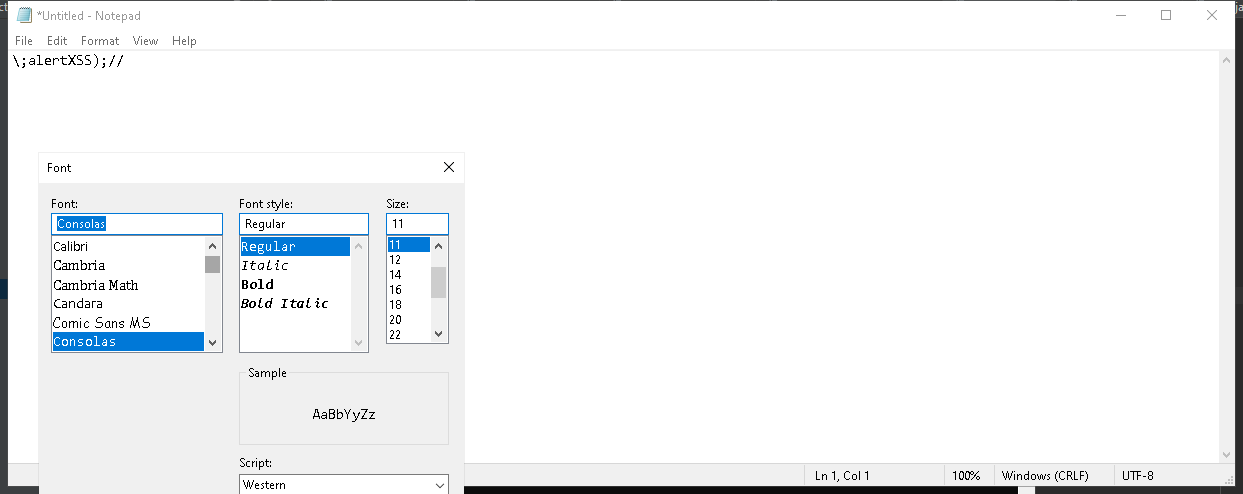 *Untitled - Notepad
File Edit Format View Help
\;alertXSS);//
Font
Font: Font style: Size:
Consolas Regular 11
Calibri
Cambria
Cambria Math
Candara
Comic Sans MS
Consolas
Regular
Italic
Bold
Bold Italic
11
12
14
16
18
20
22
Sample
AaBbYyZz
Script:
Western
Ln 1, Col 1 100% Windows (CRLF) UTF-8